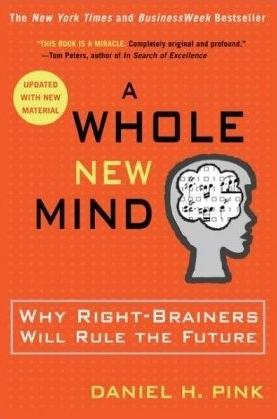 The New York Times and BusinessWeek Bestseller
"THIS BOOK IS A MIRACLE. Completely original and profound."
—Tom Peters, author of In Search of Excellence
UPDATED
WITH NEW
MATERIAL
A
WHOLE
NEW
MIND
WHY RIGHT-BRAINERS
WILL RULE THE FUTURE
DANIEL H. PINK